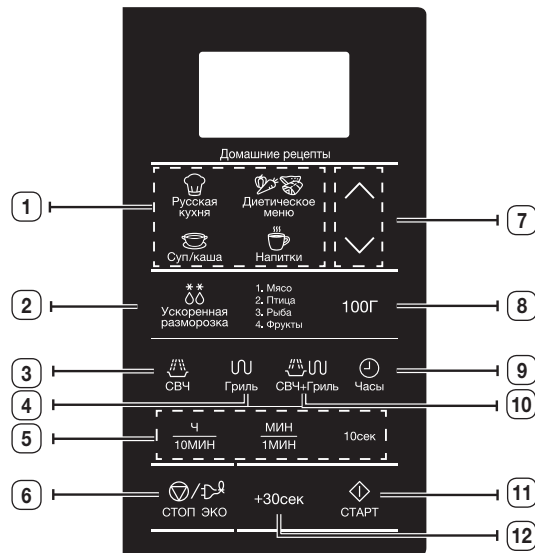 Домашние рецепты
1
Русская
кухня
Диетическое
меню
7
Суп/каша
Напитки
2
Ускоренная
разморозка
1. Мясо
2. Птица
3. Рыба
4. Фрукты
100Г
8
3
СВЧ
Гриль
СВЧ+Гриль
Часы
9
4
10
5
Ч
10МИН
МИН
1МИН
10сек
6
СТОП ЭКО
+30сек
СТАРТ
11
12